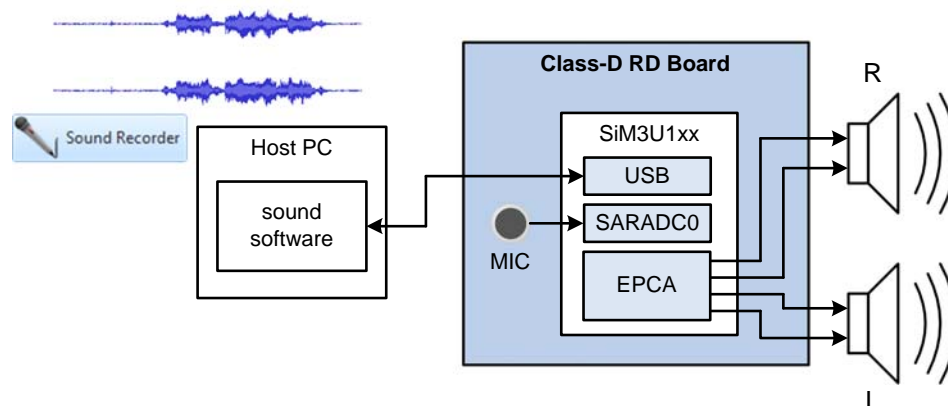 Sound Recorder
Host PC
sound
software
Class-D RD Board
MIC
SiM3U1xx
USB
SARADC0
EPCA
R
L